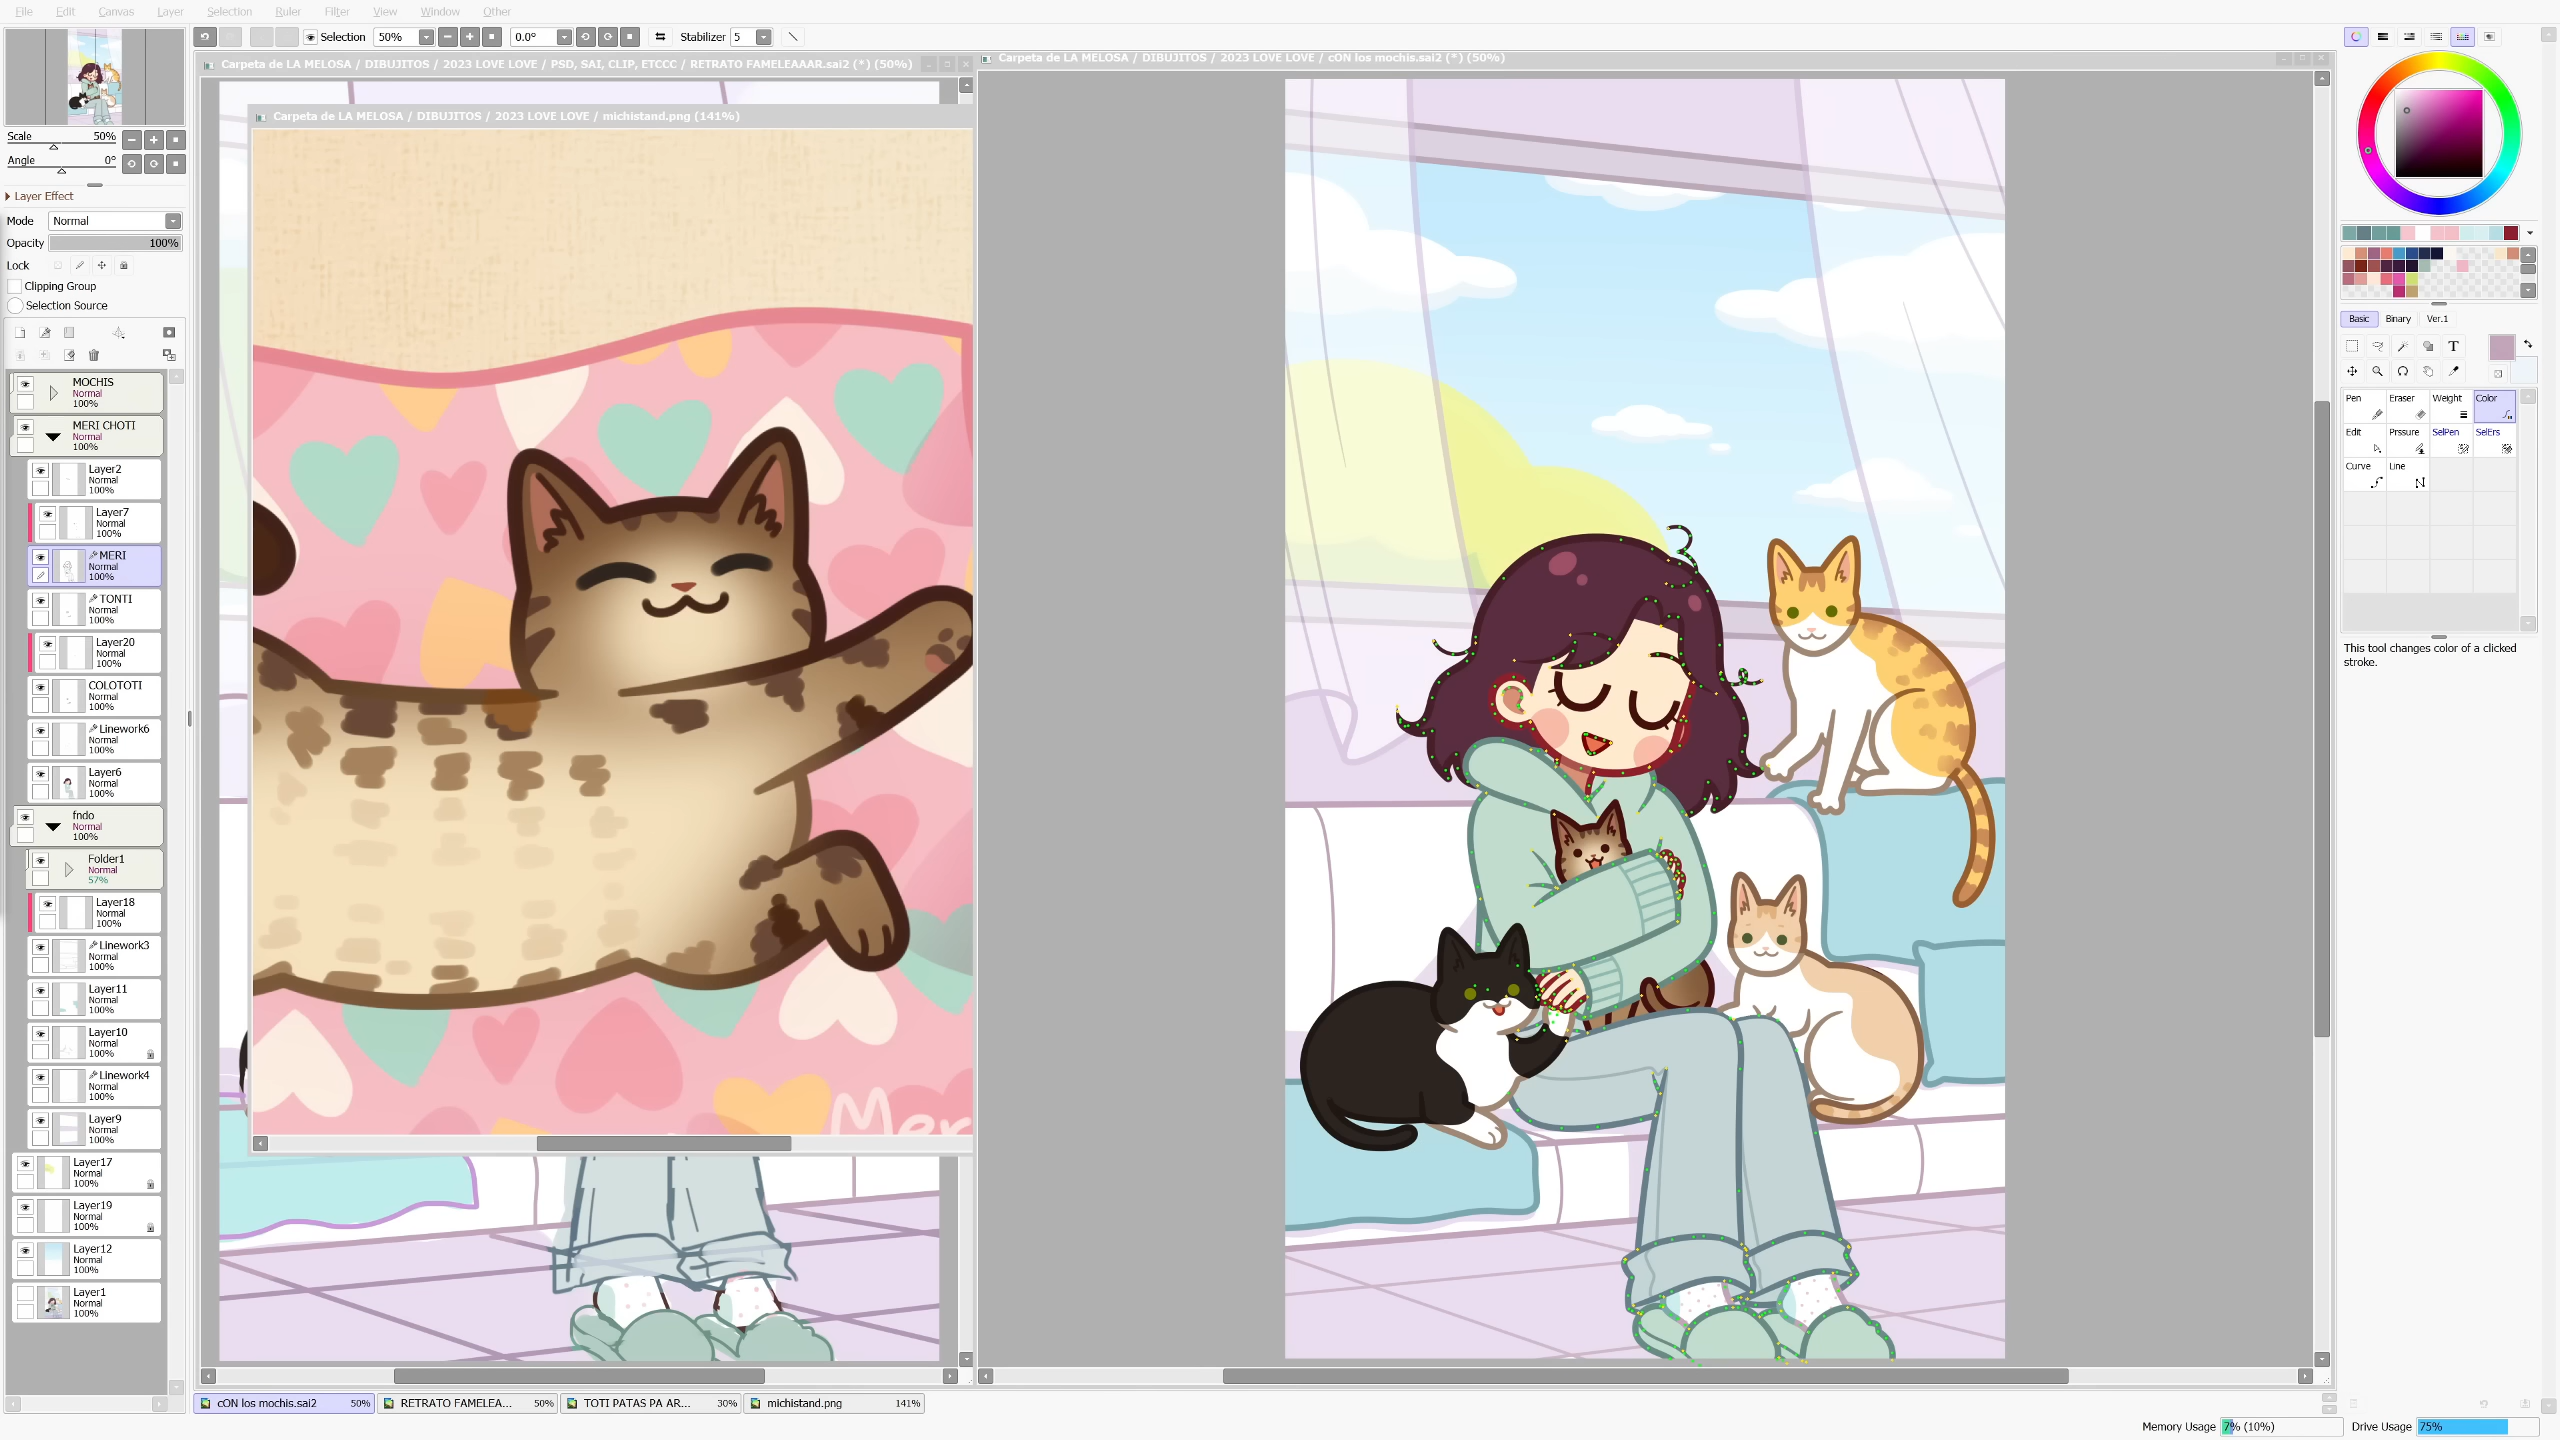 File Edit Canvas Layer Selection Ruler Filter View Window Other
Selection 50% 0.0° Stabilizer 5
Carpeta de LA MELOSA / DIBUJITOS / 2023 LOVE LOVE / PSD, SAI, CLIP, ETCCC / RETRATO FAMELEAAAR.sai2 (*) (50%)
Carpeta de LA MELOSA / DIBUJITOS / 2023 LOVE LOVE / cON los mochis.sai2 (*) (50%)
Carpeta de LA MELOSA / DIBUJITOS / 2023 LOVE LOVE / michistand.png (141%)
Scale 50%
Angle 0°
Layer Effect
Mode Normal
Opacity 100%
Lock
Clipping Group
Selection Source
MOCHIS
Normal
100%
MERI CHOTI
Normal
100%
Layer2
Normal
100%
Layer7
Normal
100%
MERI
Normal
100%
TONTI
Normal
100%
Layer20
Normal
100%
COLOTOTI
Normal
100%
Linework6
Normal
100%
Layer6
Normal
100%
fndo
Normal
100%
Folder1
Normal
57%
Layer18
Normal
100%
Linework3
Normal
100%
Layer11
Normal
100%
Layer10
Normal
100%
Linework4
Normal
100%
Layer9
Normal
100%
Layer17
Normal
100%
Layer19
Normal
100%
Layer12
Normal
100%
Layer1
Normal
100%
Mer
Basic Binary Ver.1
T
Pen Eraser Weight Color
Edit Prssure SelPen SelErs
Curve Line
This tool changes color of a clicked
stroke.
cON los mochis.sai2 50% RETRATO FAMELEA... 50% TOTI PATAS PA AR... 30% michistand.png 141%
Memory Usage 7% (10%) Drive Usage 75%